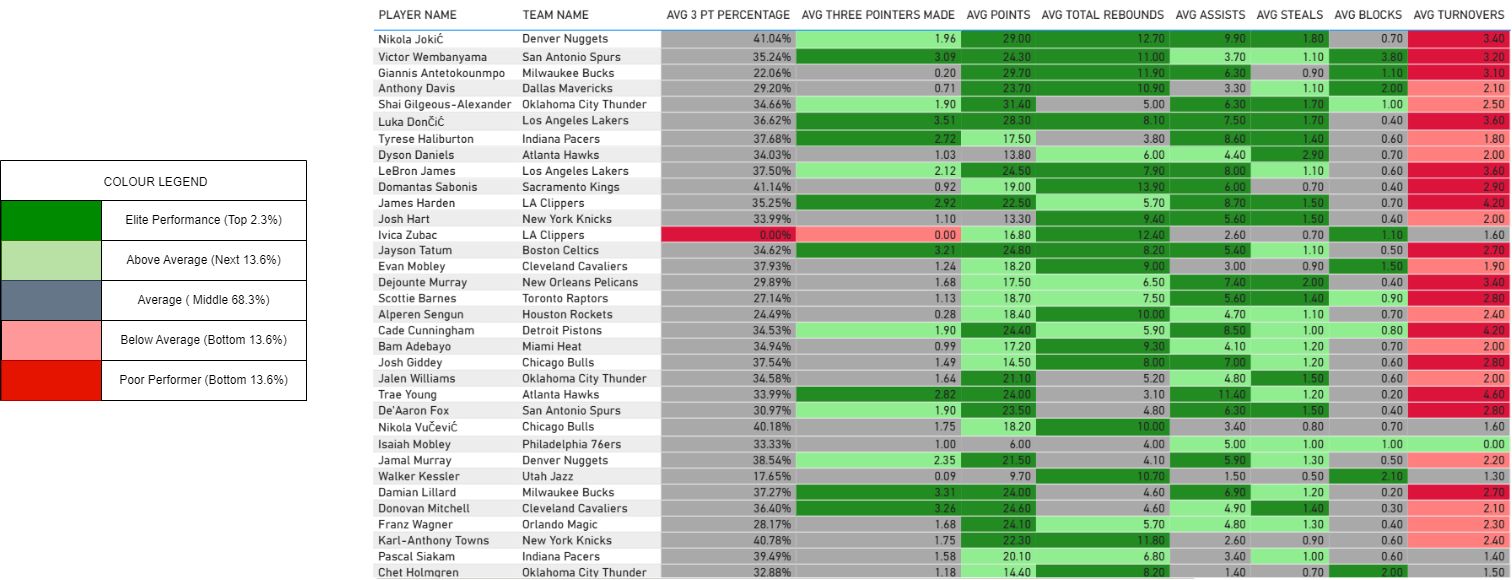 COLOUR LEGEND
Elite Performance (Top 2.3%)
Above Average (Next 13.6%)
Average ( Middle 68.3%)
Below Average (Bottom 13.6%)
Poor Performer (Bottom 13.6%)
PLAYER NAME TEAM NAME AVG 3 PT PERCENTAGE AVG THREE POINTERS MADE AVG POINTS AVG TOTAL REBOUNDS AVG ASSISTS AVG STEALS AVG BLOCKS AVG TURNOVERS
Nikola Jokić Denver Nuggets 41.04% 1.96 29.00 12.70 9.90 1.80 0.70 3.40
Victor Wembanyama San Antonio Spurs 35.24% 3.09 24.30 11.00 3.70 1.10 3.80 3.20
Giannis Antetokounmpo Milwaukee Bucks 22.06% 0.20 29.70 11.90 6.30 0.90 1.10 3.10
Anthony Davis Dallas Mavericks 29.20% 0.71 23.70 10.90 3.30 1.10 2.00 2.10
Shai Gilgeous-Alexander Oklahoma City Thunder 34.66% 1.90 31.40 5.00 6.30 1.70 1.00 2.50
Luka DonČiĆ Los Angeles Lakers 36.62% 3.51 28.30 8.10 7.50 1.70 0.40 3.60
Tyrese Haliburton Indiana Pacers 37.68% 2.72 17.50 3.80 8.60 1.40 0.60 1.80
Dyson Daniels Atlanta Hawks 34.03% 1.03 13.80 6.00 4.40 2.90 0.70 2.00
LeBron James Los Angeles Lakers 37.50% 2.12 24.50 7.90 8.00 1.10 0.60 3.60
Domantas Sabonis Sacramento Kings 41.14% 0.92 19.00 13.90 6.00 0.70 0.40 2.90
James Harden LA Clippers 35.25% 2.92 22.50 5.70 8.70 1.50 0.70 4.20
Josh Hart New York Knicks 33.99% 1.10 13.30 9.40 5.60 1.50 0.40 2.00
Ivica Zubac LA Clippers 0.00% 0.00 16.80 12.40 2.60 0.70 1.10 1.60
Jayson Tatum Boston Celtics 34.62% 3.21 24.80 8.20 5.40 1.10 0.50 2.70
Evan Mobley Cleveland Cavaliers 37.93% 1.24 18.20 9.00 3.00 0.90 1.50 1.90
Dejounte Murray New Orleans Pelicans 29.89% 1.68 17.50 6.50 7.40 2.00 0.40 3.40
Scottie Barnes Toronto Raptors 27.14% 1.13 18.70 7.50 5.60 1.40 0.90 2.80
Alperen Sengun Houston Rockets 24.49% 0.28 18.40 10.00 4.70 1.10 0.70 2.40
Cade Cunningham Detroit Pistons 34.53% 1.90 24.40 5.90 8.50 1.00 0.80 4.20
Bam Adebayo Miami Heat 34.94% 0.99 17.20 9.30 4.10 1.20 0.70 2.00
Josh Giddey Chicago Bulls 37.54% 1.49 14.50 8.00 7.00 1.20 0.60 2.80
Jalen Williams Oklahoma City Thunder 34.58% 1.64 21.10 5.20 4.80 1.50 0.60 2.00
Trae Young Atlanta Hawks 33.99% 2.82 24.00 3.10 11.40 1.20 0.20 4.60
De'Aaron Fox San Antonio Spurs 30.97% 1.90 23.50 4.80 6.30 1.50 0.40 2.80
Nikola VučeviĆ Chicago Bulls 40.18% 1.75 18.20 10.00 3.40 0.80 0.70 1.60
Isaiah Mobley Philadelphia 76ers 33.33% 1.00 6.00 4.00 5.00 1.00 1.00 0.00
Jamal Murray Denver Nuggets 38.54% 2.35 21.50 4.10 5.90 1.30 0.50 2.20
Walker Kessler Utah Jazz 17.65% 0.09 9.70 10.70 1.50 0.50 2.10 1.30
Damian Lillard Milwaukee Bucks 37.27% 3.31 24.00 4.60 6.90 1.20 0.20 2.70
Donovan Mitchell Cleveland Cavaliers 36.40% 3.26 24.60 4.60 4.90 1.40 0.30 2.10
Franz Wagner Orlando Magic 28.17% 1.68 24.10 5.70 4.80 1.30 0.40 2.30
Karl-Anthony Towns New York Knicks 40.78% 1.75 22.30 11.80 2.60 0.90 0.60 2.40
Pascal Siakam Indiana Pacers 39.49% 1.58 20.10 6.80 3.40 1.00 0.60 1.40
Chet Holmgren Oklahoma City Thunder 32.88% 1.18 14.40 8.20 1.40 0.70 2.00 1.50